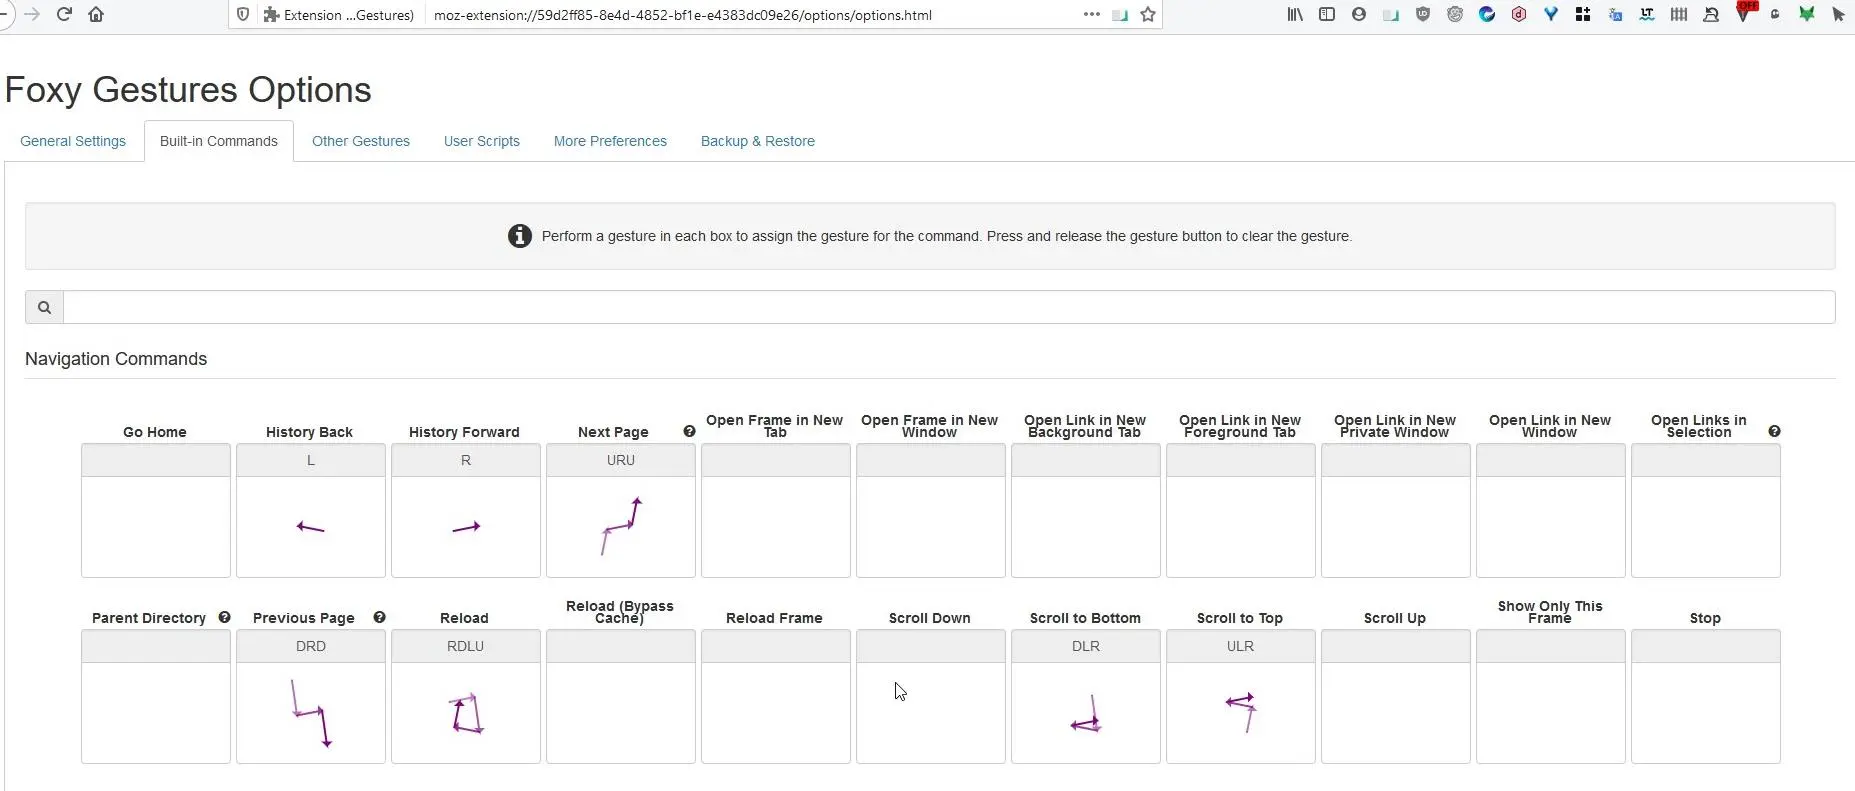 Extension ...Gestures) moz-extension://59d2ff85-8e4d-4852-bf1e-e4383dc09e26/options/options.html
OFF
Foxy Gestures Options
General Settings Built-in Commands Other Gestures User Scripts More Preferences Backup & Restore
Perform a gesture in each box to assign the gesture for the command. Press and release the gesture button to clear the gesture.
Navigation Commands
Go Home
History Back
History Forward
Next Page
Open Frame in New
Tab
Open Frame in New
Window
Open Link in New
Background Tab
Open Link in New
Foreground Tab
Open Link in New
Private Window
Open Link in New
Window
Open Links in
Selection
L
R
URU
Parent Directory
Previous Page
Reload
Reload (Bypass
Cache)
Reload Frame
Scroll Down
Scroll to Bottom
Scroll to Top
Scroll Up
Show Only This
Frame
Stop
DRD
RDLU
DLR
ULR